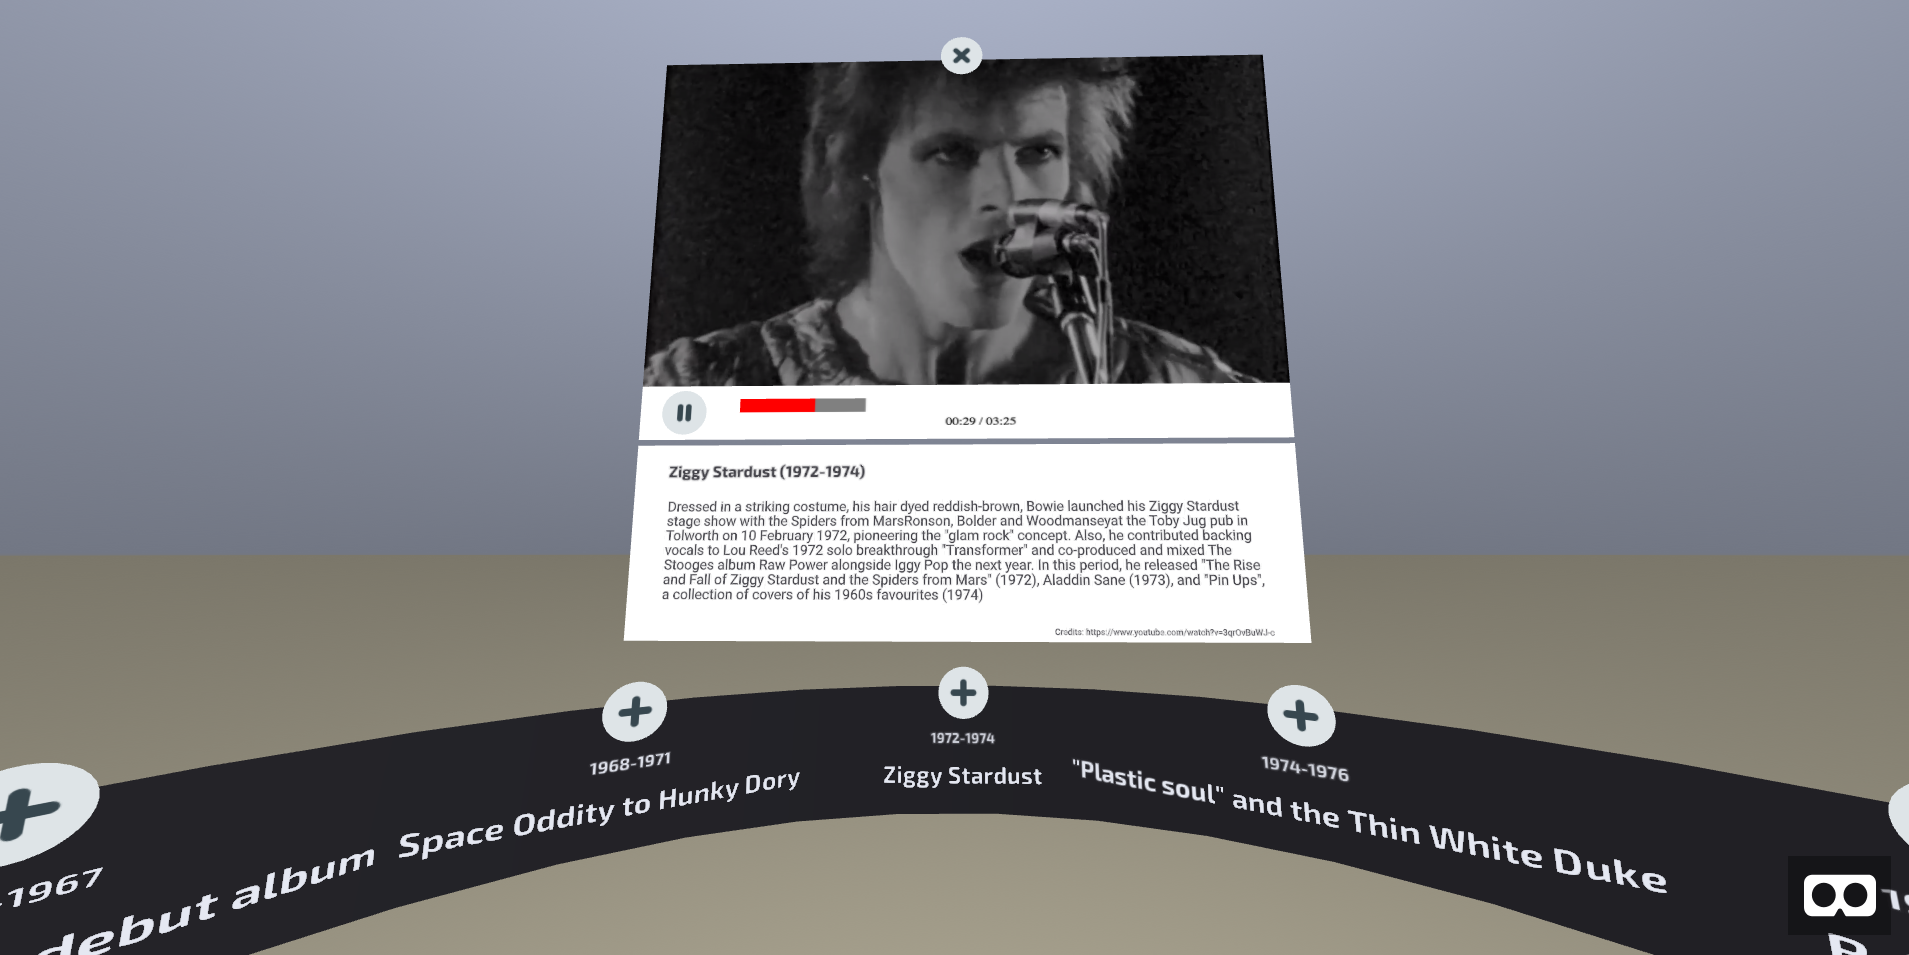 00:29 / 03:25
Ziggy Stardust (1972-1974)
Dressed in a striking costume, his hair dyed reddish-brown, Bowie launched his Ziggy Stardust
stage show with the Spiders from MarsRonson, Bolder and Woodmanseyat the Toby Jug pub in
Tolworth on 10 February 1972, pioneering the "glam rock" concept. Also, he contributed backing
vocals to Lou Reed's 1972 solo breakthrough "Transformer" and co-produced and mixed The
Stooges album Raw Power alongside Iggy Pop the next year. In this period, he released "The Rise
and Fall of Ziggy Stardust and the Spiders from Mars" (1972), Aladdin Sane (1973), and "Pin Ups",
a collection of covers of his 1960s favourites (1974)
Credits: https://www.youtube.com/watch?v=3qrOvBuWJ-c
-1967
debut album
1968-1971
Space Oddity to Hunky Dory
1972-1974
Ziggy Stardust
1974-1976
"Plastic soul" and the Thin White Duke